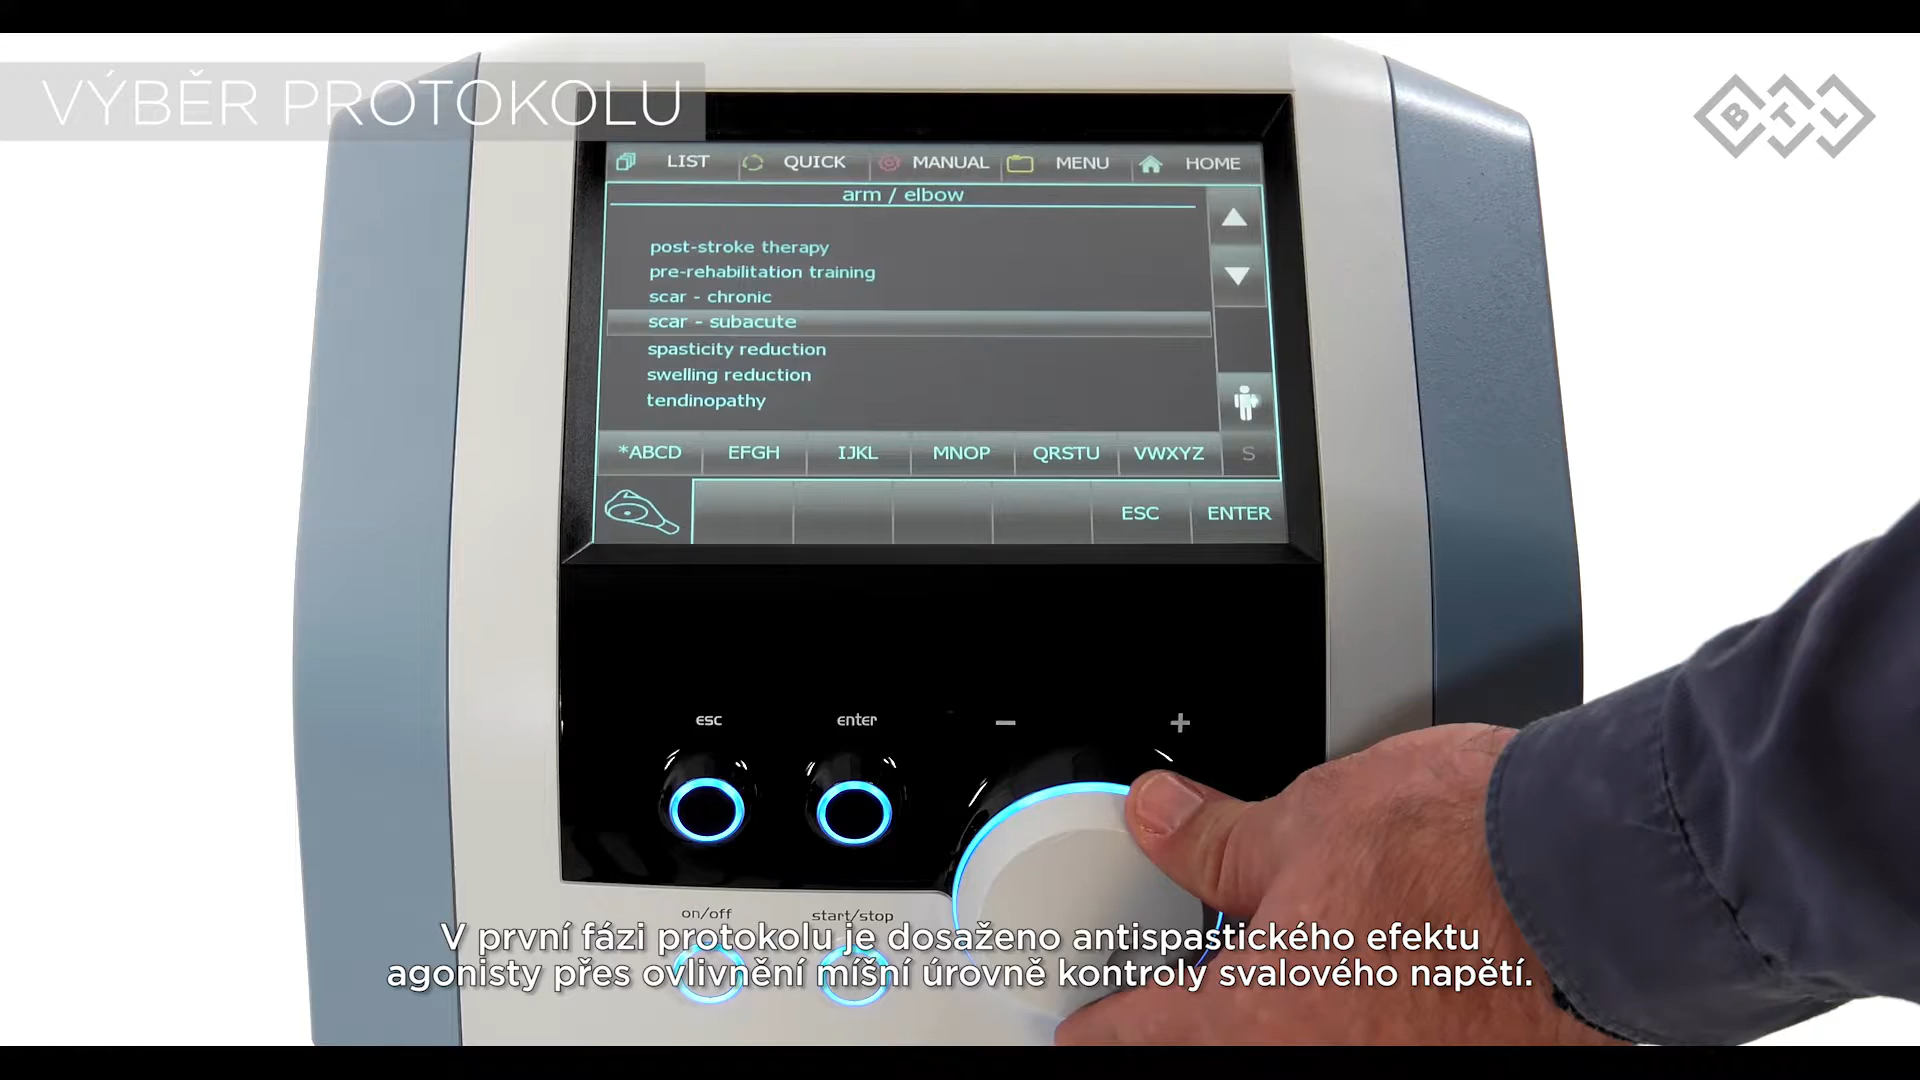 VÝBĚR PROTOKOLU
BTL
LIST QUICK MANUAL MENU HOME
arm / elbow
post-stroke therapy
pre-rehabilitation training
scar - chronic
scar - subacute
spasticity reduction
swelling reduction
tendinopathy
*ABCD EFGH IJKL MNOP QRSTU VWXYZ S
ESC ENTER
esc enter − +
on/off start/stop
V první fázi protokolu je dosaženo antispastického efektu
agonisty přes ovlivnění míšní úrovně kontroly svalového napětí.